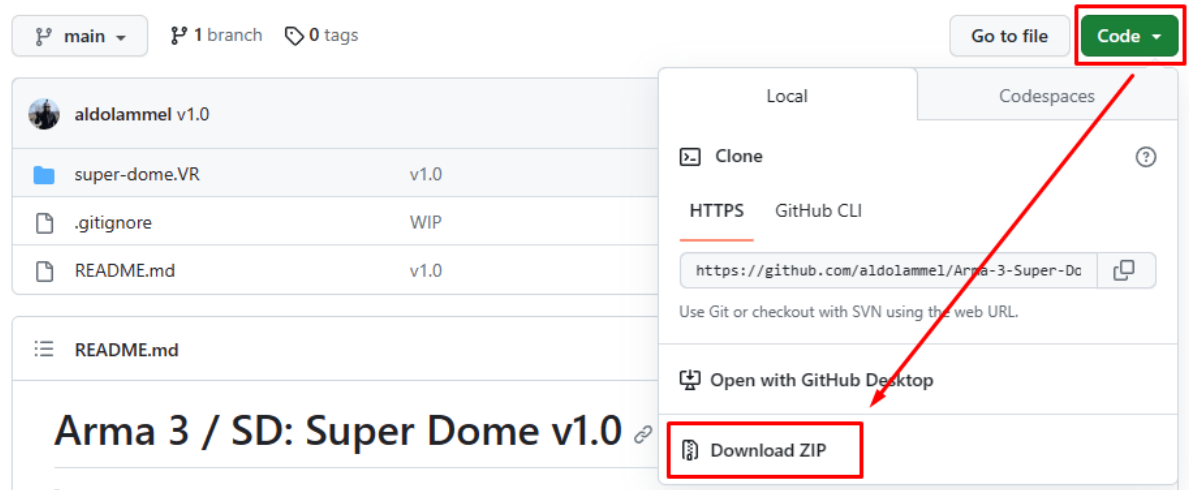 main 1 branch 0 tags Go to file Code
aldolammel v1.0
super-dome.VR v1.0
.gitignore WIP
README.md v1.0
README.md
Arma 3 / SD: Super Dome v1.0
Local Codespaces
Clone
HTTPS GitHub CLI
https://github.com/aldolammel/Arma-3-Super-Do
Use Git or checkout with SVN using the web URL.
Open with GitHub Desktop
Download ZIP